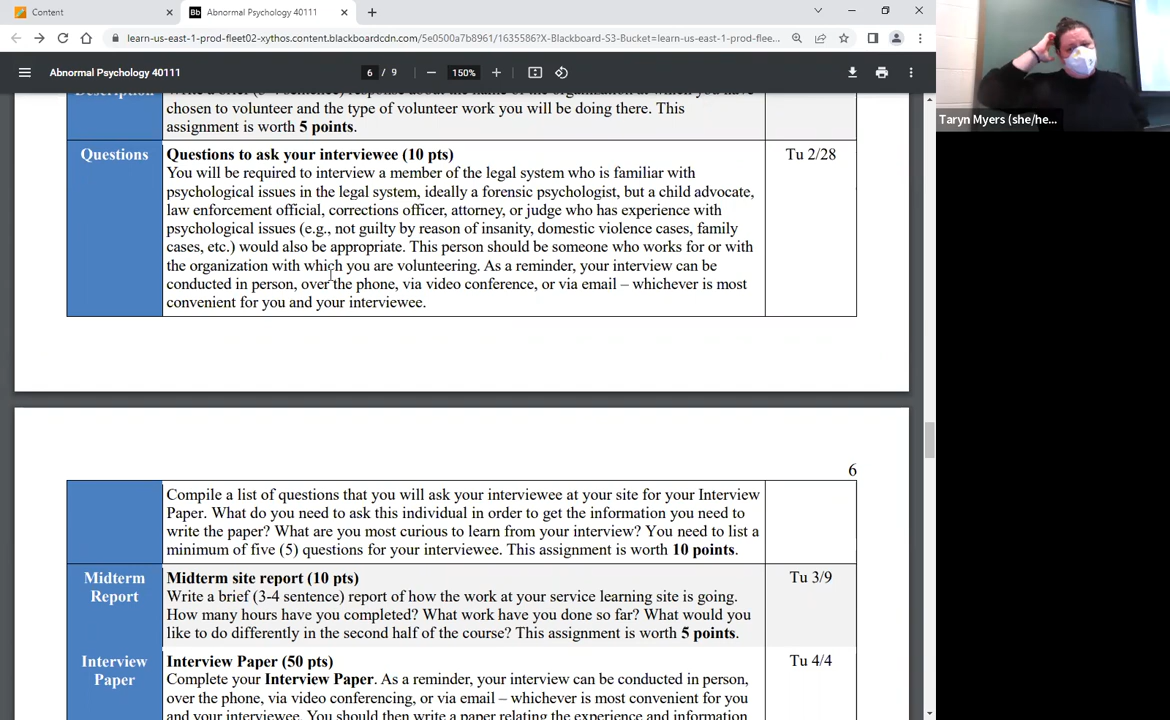 Content
Bb Abnormal Psychology 40111
learn-us-east-1-prod-fleet02-xythos.content.blackboardcdn.com/5e0500a7b8961/1635586?X-Blackboard-S3-Bucket=learn-us-east-1-prod-flee...
Abnormal Psychology 40111
6 / 9
150%
Taryn Myers (she/he...
Description
chosen to volunteer and the type of volunteer work you will be doing there. This
assignment is worth 5 points.
Questions
Questions to ask your interviewee (10 pts)
Tu 2/28
You will be required to interview a member of the legal system who is familiar with
psychological issues in the legal system, ideally a forensic psychologist, but a child advocate,
law enforcement official, corrections officer, attorney, or judge who has experience with
psychological issues (e.g., not guilty by reason of insanity, domestic violence cases, family
cases, etc.) would also be appropriate. This person should be someone who works for or with
the organization with which you are volunteering. As a reminder, your interview can be
conducted in person, over the phone, via video conference, or via email – whichever is most
convenient for you and your interviewee.
6
Compile a list of questions that you will ask your interviewee at your site for your Interview
Paper. What do you need to ask this individual in order to get the information you need to
write the paper? What are you most curious to learn from your interview? You need to list a
minimum of five (5) questions for your interviewee. This assignment is worth 10 points.
Midterm
Report
Midterm site report (10 pts)
Tu 3/9
Write a brief (3-4 sentence) report of how the work at your service learning site is going.
How many hours have you completed? What work have you done so far? What would you
like to do differently in the second half of the course? This assignment is worth 5 points.
Interview
Paper
Interview Paper (50 pts)
Tu 4/4
Complete your Interview Paper. As a reminder, your interview can be conducted in person,
over the phone, via video conferencing, or via email – whichever is most convenient for you
and your interviewee. You should then write a paper relating the experience and information